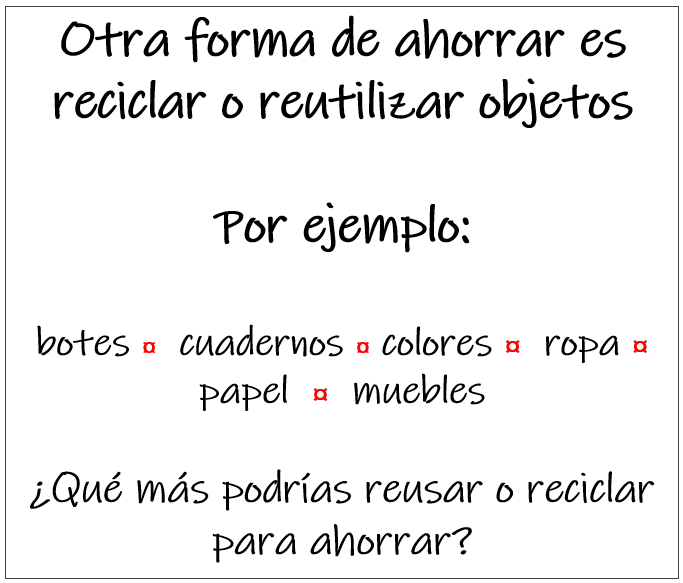 Otra forma de ahorrar es
reciclar o reutilizar objetos
Por ejemplo:
botes ¤ cuadernos ¤ colores ¤ ropa ¤
papel ¤ muebles
¿Qué más podrías reusar o reciclar
para ahorrar?